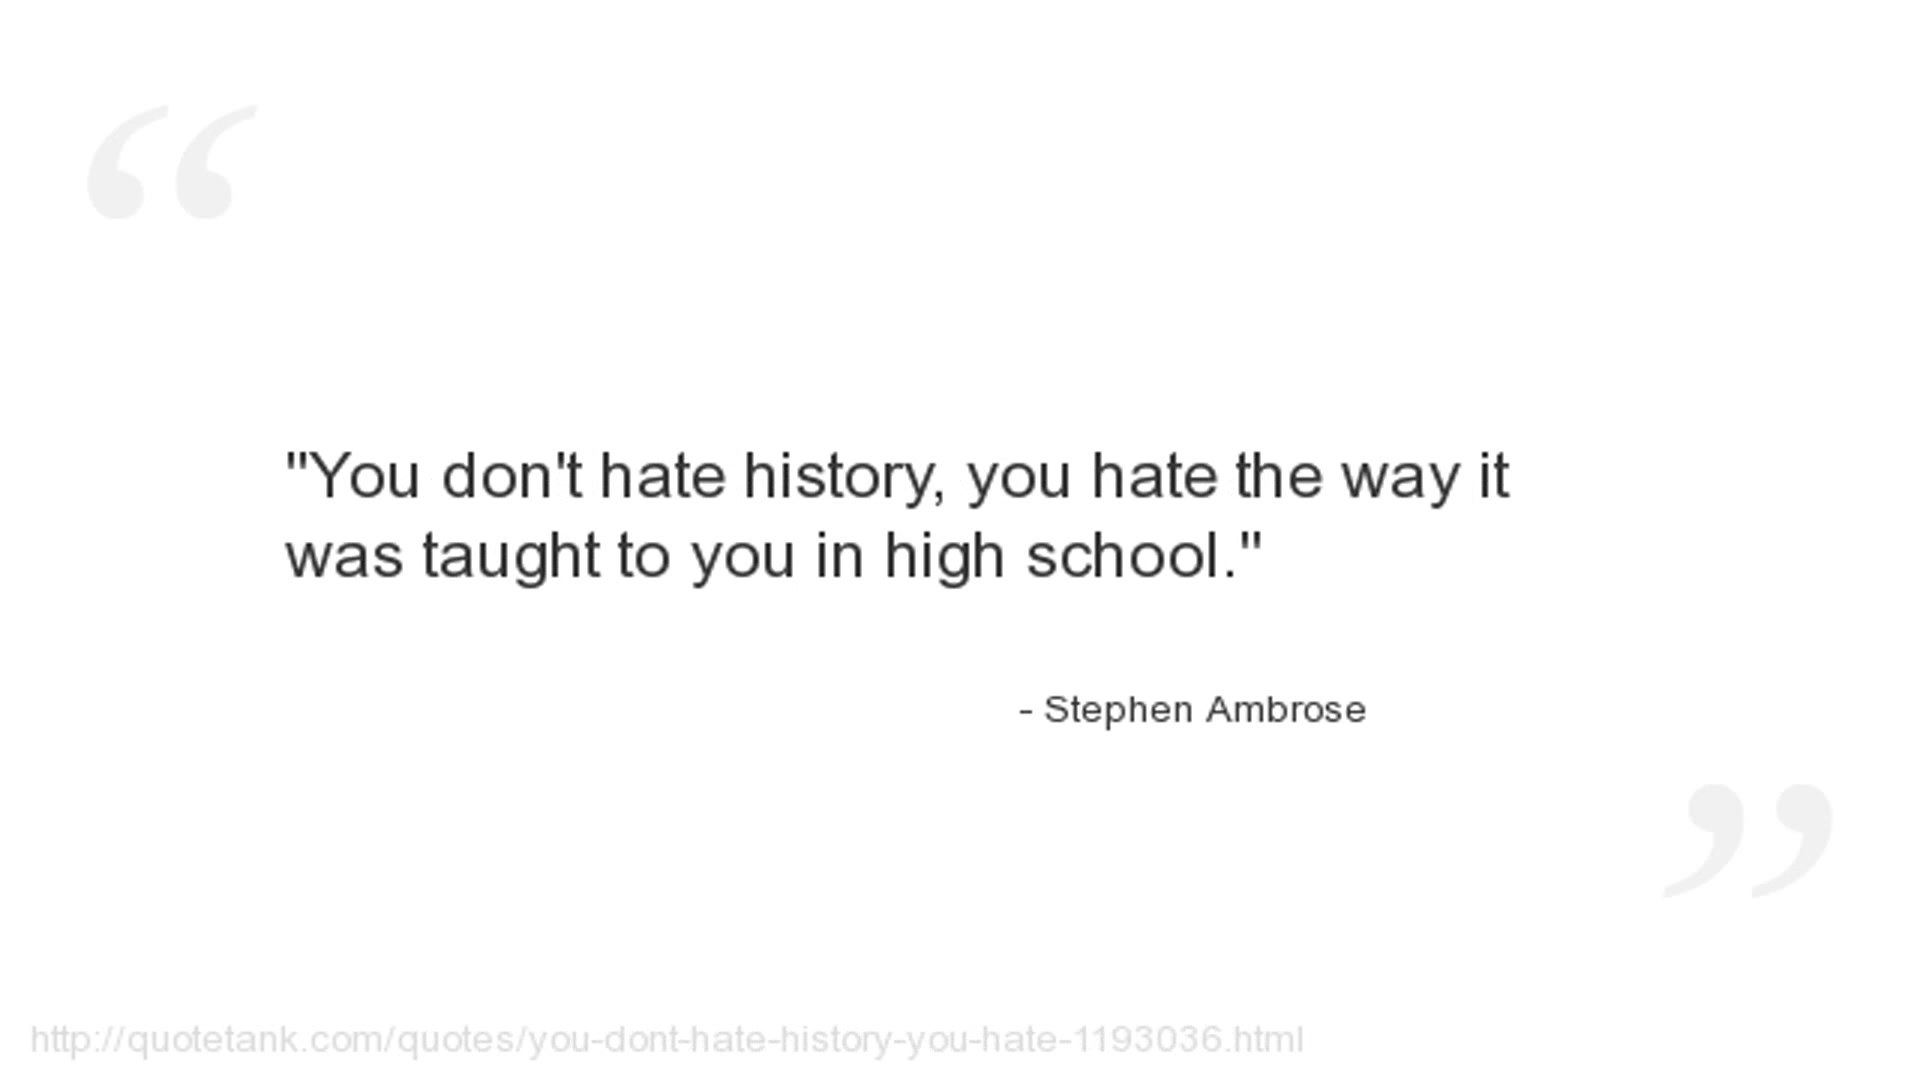 "You don't hate history, you hate the way it
was taught to you in high school."
- Stephen Ambrose
http://quotetank.com/quotes/you-dont-hate-history-you-hate-1193036.html